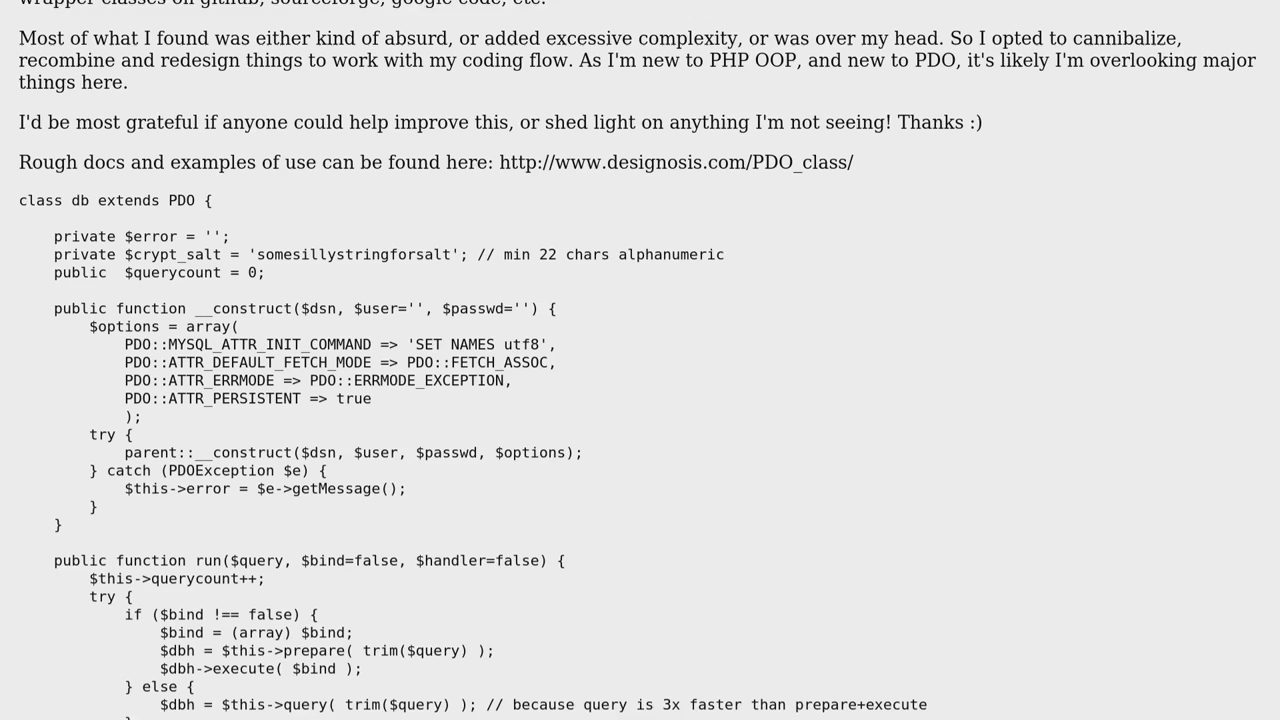 wrapper classes on github, sourceforge, google code, etc.
Most of what I found was either kind of absurd, or added excessive complexity, or was over my head. So I opted to cannibalize,
recombine and redesign things to work with my coding flow. As I'm new to PHP OOP, and new to PDO, it's likely I'm overlooking major
things here.
I'd be most grateful if anyone could help improve this, or shed light on anything I'm not seeing! Thanks :)
Rough docs and examples of use can be found here: http://www.designosis.com/PDO_class/
class db extends PDO {
    private $error = '';
    private $crypt_salt = 'somesillystringforsalt'; // min 22 chars alphanumeric
    public  $querycount = 0;
    public function __construct($dsn, $user='', $passwd='') {
        $options = array(
            PDO::MYSQL_ATTR_INIT_COMMAND => 'SET NAMES utf8',
            PDO::ATTR_DEFAULT_FETCH_MODE => PDO::FETCH_ASSOC,
            PDO::ATTR_ERRMODE => PDO::ERRMODE_EXCEPTION,
            PDO::ATTR_PERSISTENT => true
            );
        try {
            parent::__construct($dsn, $user, $passwd, $options);
        } catch (PDOException $e) {
            $this->error = $e->getMessage();
        }
    }
    public function run($query, $bind=false, $handler=false) {
        $this->querycount++;
        try {
            if ($bind !== false) {
                $bind = (array) $bind;
                $dbh = $this->prepare( trim($query) );
                $dbh->execute( $bind );
            } else {
                $dbh = $this->query( trim($query) ); // because query is 3x faster than prepare+execute
            }